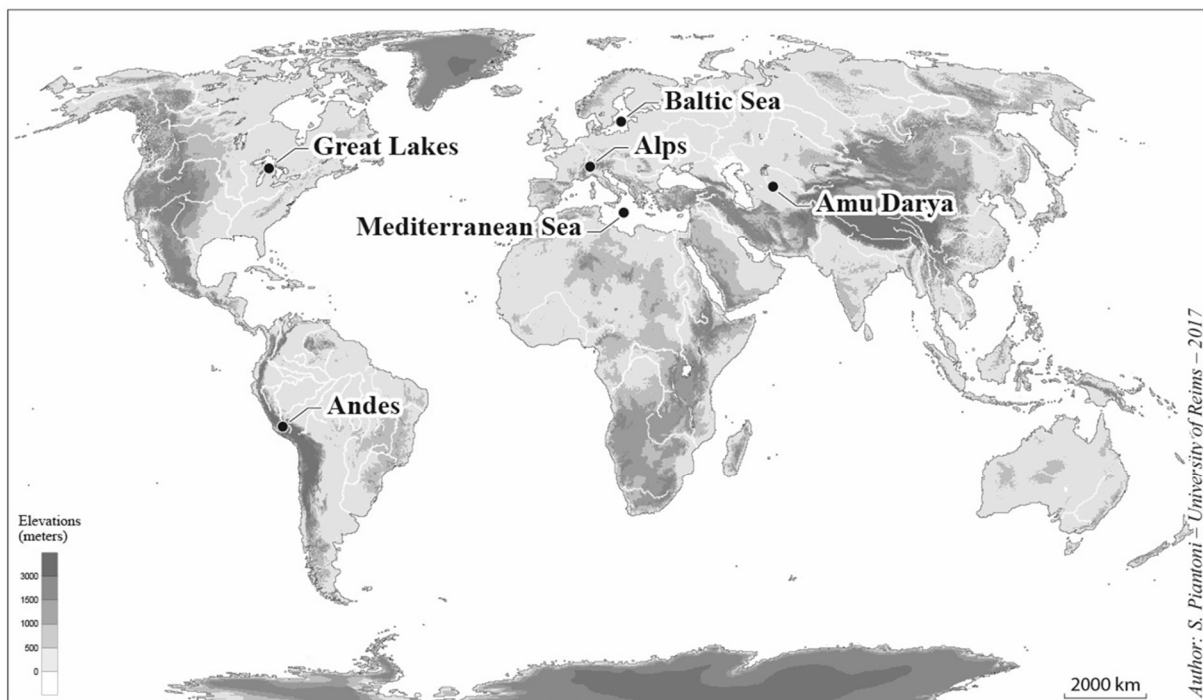 Baltic Sea
Great Lakes
Alps
Amu Darya
Mediterranean Sea
Andes
Elevations
(meters)
3000
1500
1000
500
0
2000 km
Author: S. Piantoni – University of Reims – 2017